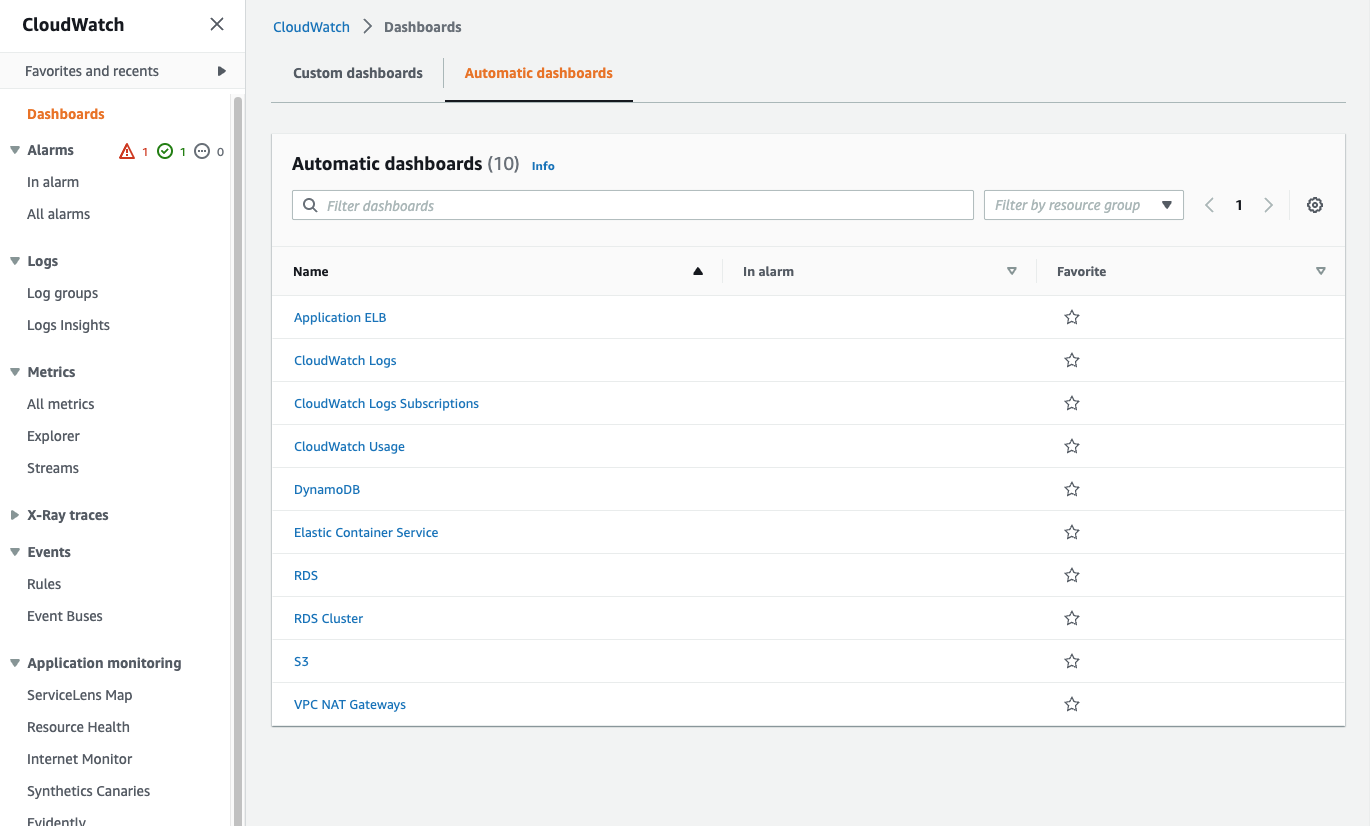 CloudWatch
Favorites and recents
Dashboards
Alarms 1 1 0
In alarm
All alarms
Logs
Log groups
Logs Insights
Metrics
All metrics
Explorer
Streams
X-Ray traces
Events
Rules
Event Buses
Application monitoring
ServiceLens Map
Resource Health
Internet Monitor
Synthetics Canaries
Evidently
CloudWatch Dashboards
Custom dashboards Automatic dashboards
Automatic dashboards (10) Info
Filter dashboards Filter by resource group 1
Name In alarm Favorite
Application ELB
CloudWatch Logs
CloudWatch Logs Subscriptions
CloudWatch Usage
DynamoDB
Elastic Container Service
RDS
RDS Cluster
S3
VPC NAT Gateways